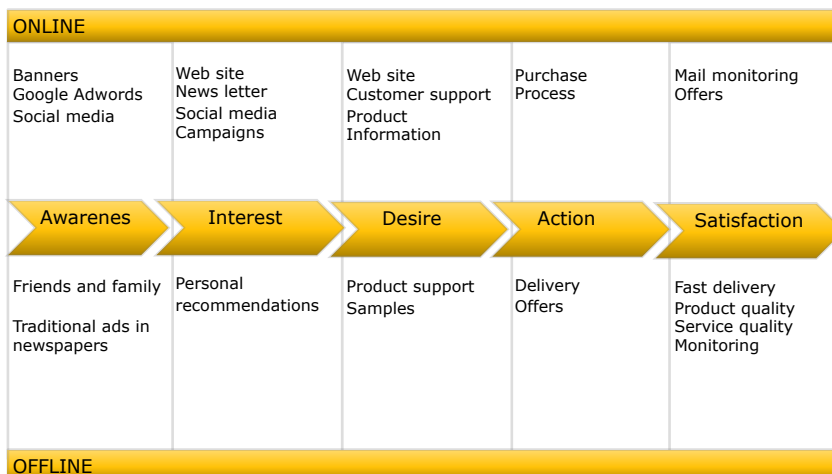 ONLINE
Banners
Google Adwords
Social media
Web site
News letter
Social media
Campaigns
Web site
Customer support
Product
Information
Purchase
Process
Mail monitoring
Offers
Awarenes
Interest
Desire
Action
Satisfaction
Friends and family
Traditional ads in
newspapers
Personal
recommendations
Product support
Samples
Delivery
Offers
Fast delivery
Product quality
Service quality
Monitoring
OFFLINE